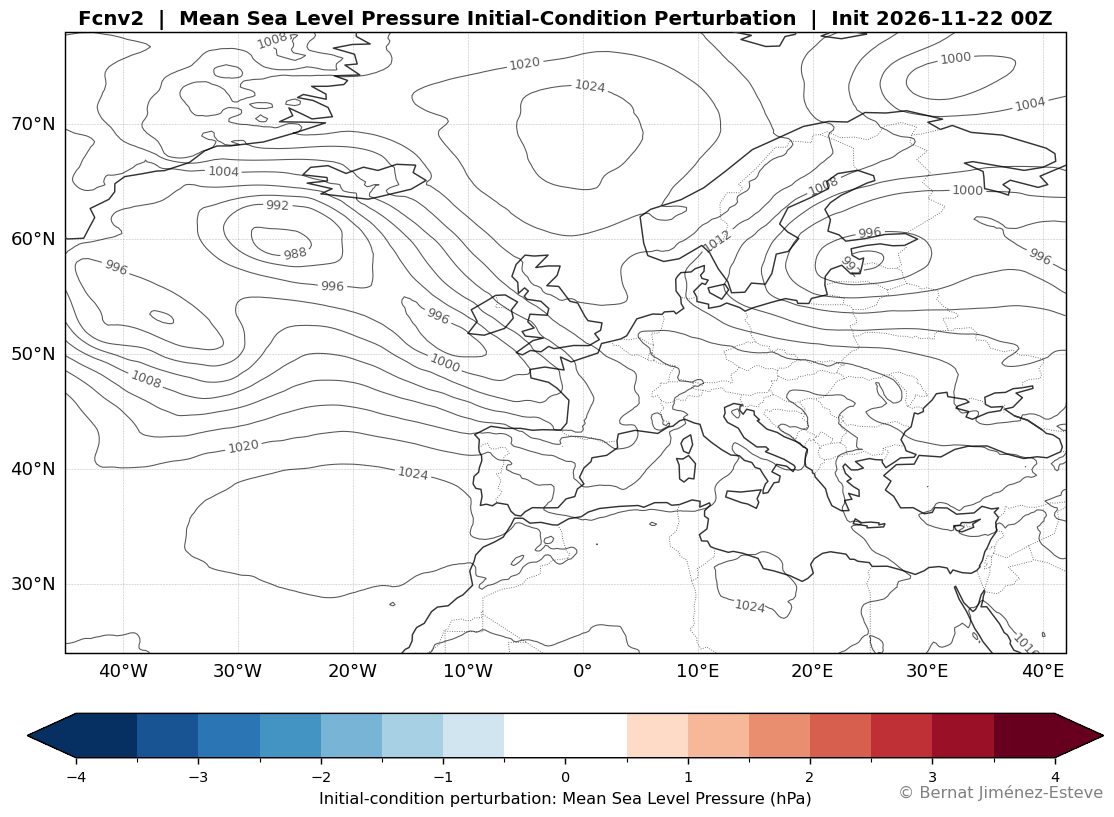 Fcnv2 | Mean Sea Level Pressure Initial-Condition Perturbation | Init 2026-11-22 00Z
1008
1020
1000
1024
1004
70°N
1004
1008
1000
992
60°N
1012
996
988
996
996
992
996
996
50°N
1000
1008
1020
1024
40°N
30°N
1024
1016
40°W 30°W 20°W 10°W 0° 10°E 20°E 30°E 40°E
−4 −3 −2 −1 0 1 2 3 4
Initial-condition perturbation: Mean Sea Level Pressure (hPa)
© Bernat Jiménez-Esteve